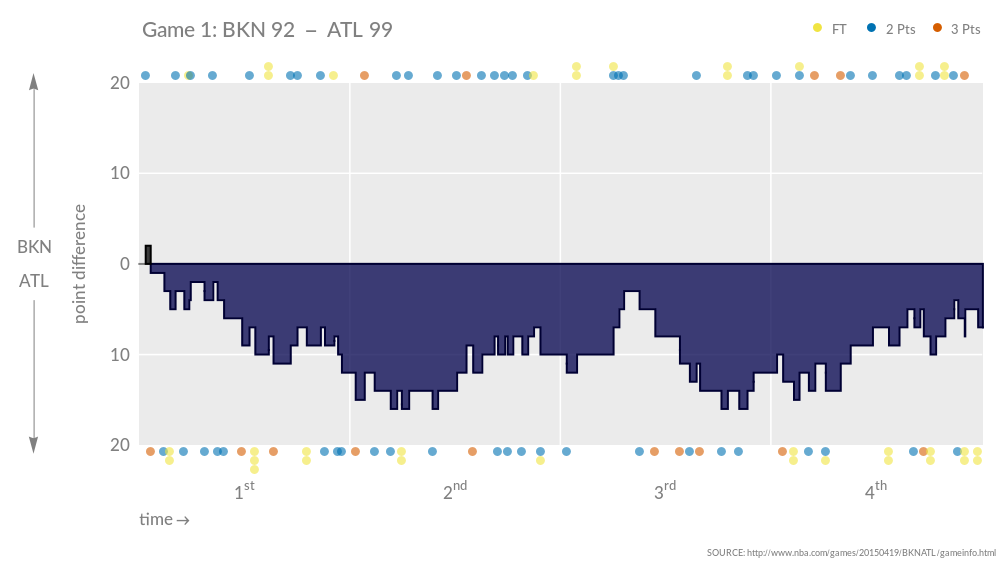 Game 1: BKN 92 – ATL 99
FT 2 Pts 3 Pts
20
10
0
10
20
BKN
ATL
point difference
1st 2nd 3rd 4th
time→
SOURCE: http://www.nba.com/games/20150419/BKNATL/gameinfo.html